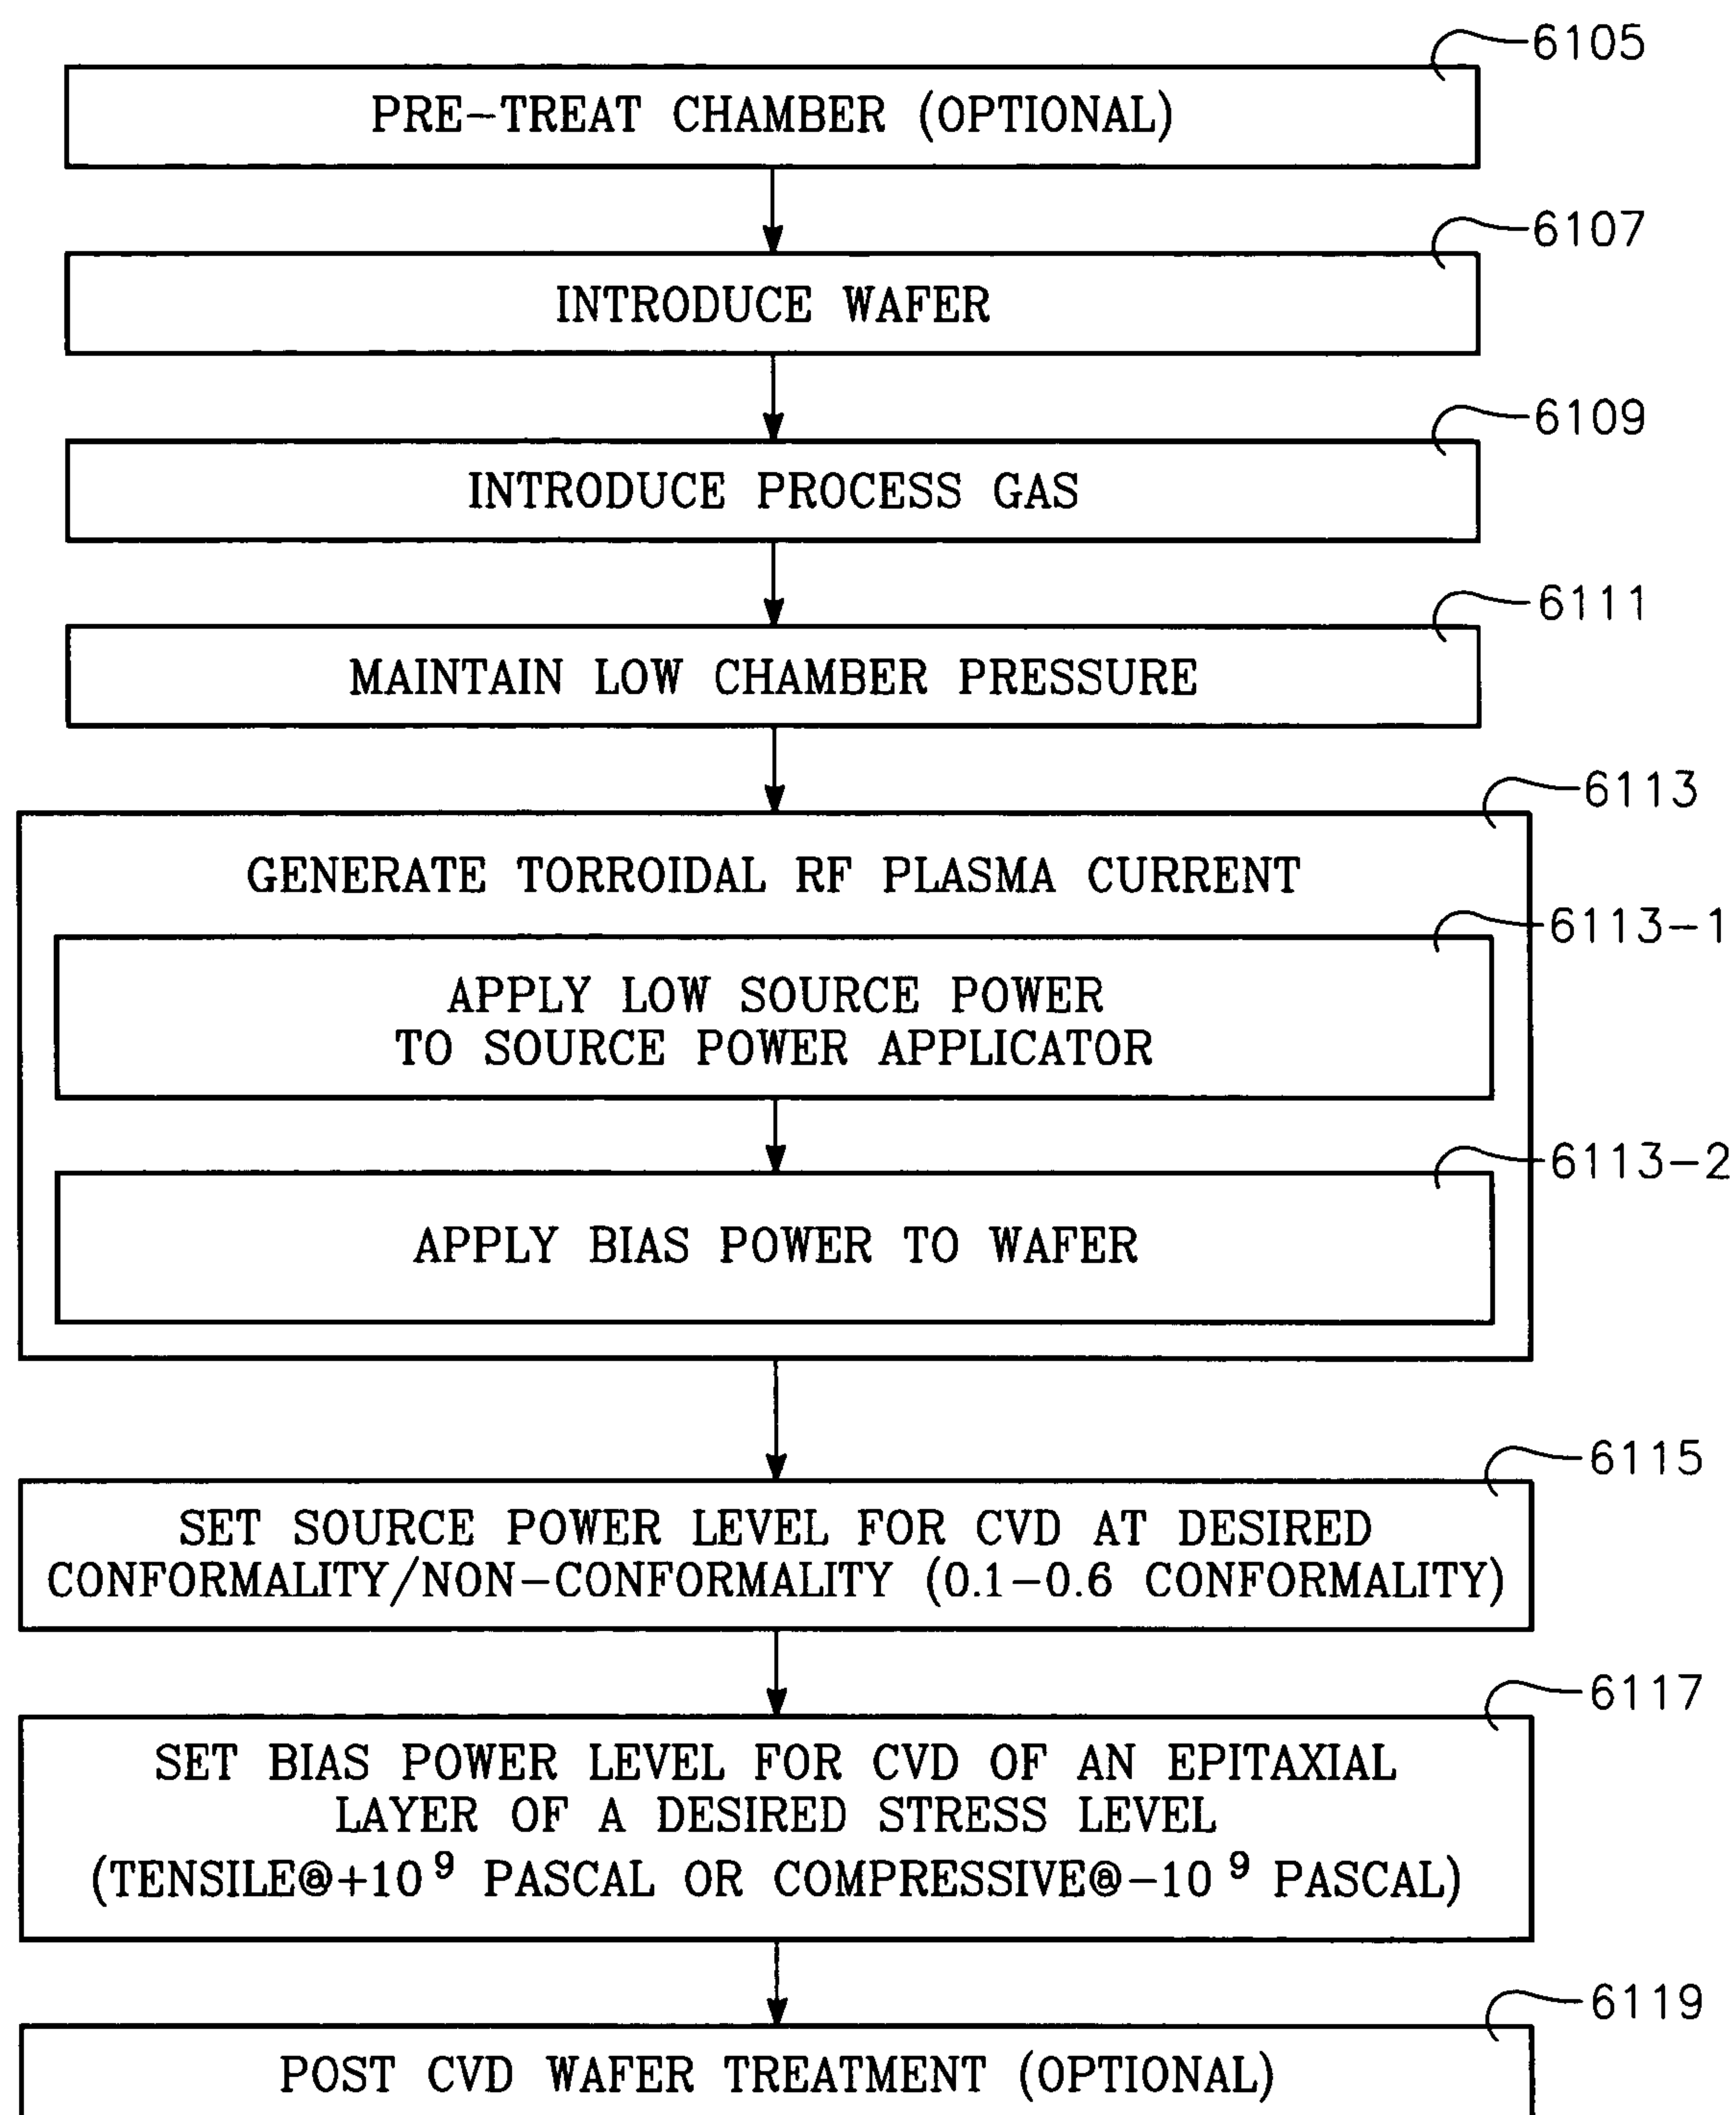 6105
PRE-TREAT CHAMBER (OPTIONAL)
6107
INTRODUCE WAFER
6109
INTRODUCE PROCESS GAS
6111
MAINTAIN LOW CHAMBER PRESSURE
6113
GENERATE TORROIDAL RF PLASMA CURRENT
6113-1
APPLY LOW SOURCE POWER
TO SOURCE POWER APPLICATOR
6113-2
APPLY BIAS POWER TO WAFER
6115
SET SOURCE POWER LEVEL FOR CVD AT DESIRED
CONFORMALITY/NON-CONFORMALITY (0.1-0.6 CONFORMALITY)
6117
SET BIAS POWER LEVEL FOR CVD OF AN EPITAXIAL
LAYER OF A DESIRED STRESS LEVEL
(TENSILE@+10⁹ PASCAL OR COMPRESSIVE@-10⁹ PASCAL)
6119
POST CVD WAFER TREATMENT (OPTIONAL)